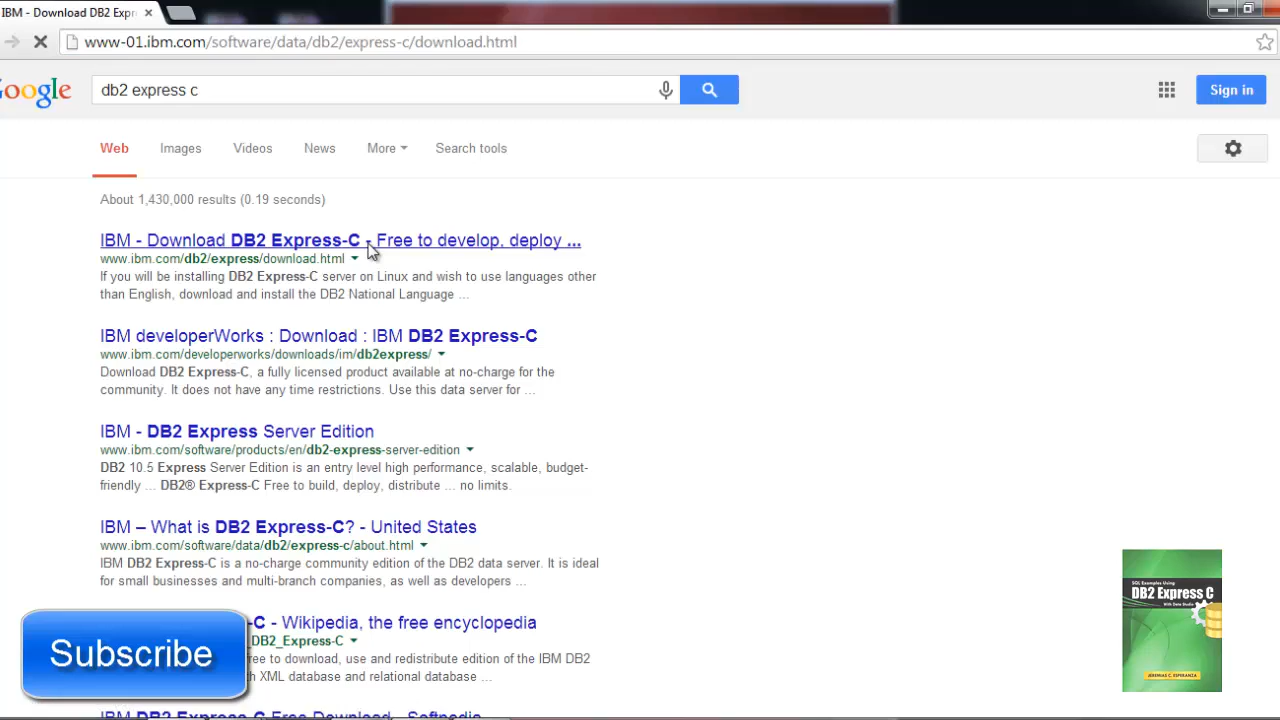 IBM - Download DB2 Expr
www-01.ibm.com/software/data/db2/express-c/download.html
oogle
db2 express c
Sign in
Web Images Videos News More Search tools
About 1,430,000 results (0.19 seconds)
IBM - Download DB2 Express-C - Free to develop, deploy ...
www.ibm.com/db2/express/download.html
If you will be installing DB2 Express-C server on Linux and wish to use languages other
than English, download and install the DB2 National Language ...
IBM developerWorks : Download : IBM DB2 Express-C
www.ibm.com/developerworks/downloads/im/db2express/
Download DB2 Express-C, a fully licensed product available at no-charge for the
community. It does not have any time restrictions. Use this data server for ...
IBM - DB2 Express Server Edition
www.ibm.com/software/products/en/db2-express-server-edition
DB2 10.5 Express Server Edition is an entry level high performance, scalable, budget-
friendly ... DB2® Express-C Free to build, deploy, distribute ... no limits.
IBM – What is DB2 Express-C? - United States
www.ibm.com/software/data/db2/express-c/about.html
IBM DB2 Express-C is a no-charge community edition of the DB2 data server. It is ideal
for small businesses and multi-branch companies, as well as developers ...
-C - Wikipedia, the free encyclopedia
_DB2_Express-C
free to download, use and redistribute edition of the IBM DB2
XML database and relational database ...
IBM DB2 Express-C Free Download - Softpedia
Subscribe
SQL Examples Using
DB2 Express C
With Data Studio
JEREMIAS C. ESPERANZA